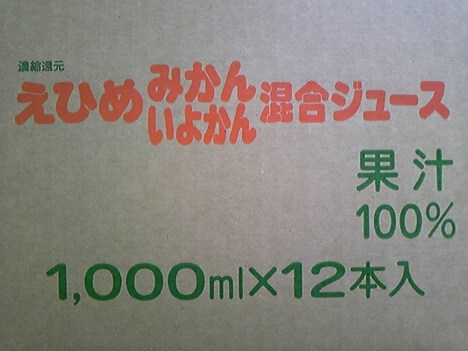 濃縮還元
えひめ みかん いよかん 混合ジュース
果汁
100%
1,000ml×12本入